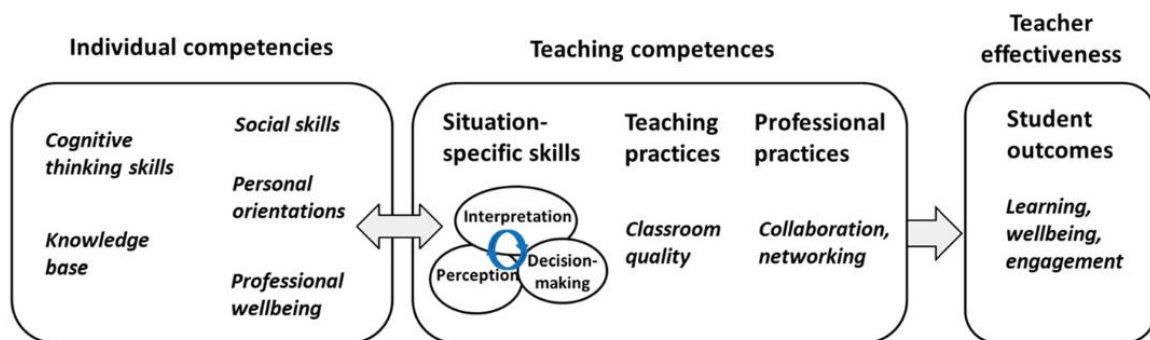 Individual competencies
Cognitive
thinking skills
Knowledge
base
Social skills
Personal
orientations
Professional
wellbeing
Teaching competences
Situation-
specific skills
Interpretation
Perception
Decision-
making
Teaching
practices
Classroom
quality
Professional
practices
Collaboration,
networking
Teacher
effectiveness
Student
outcomes
Learning,
wellbeing,
engagement